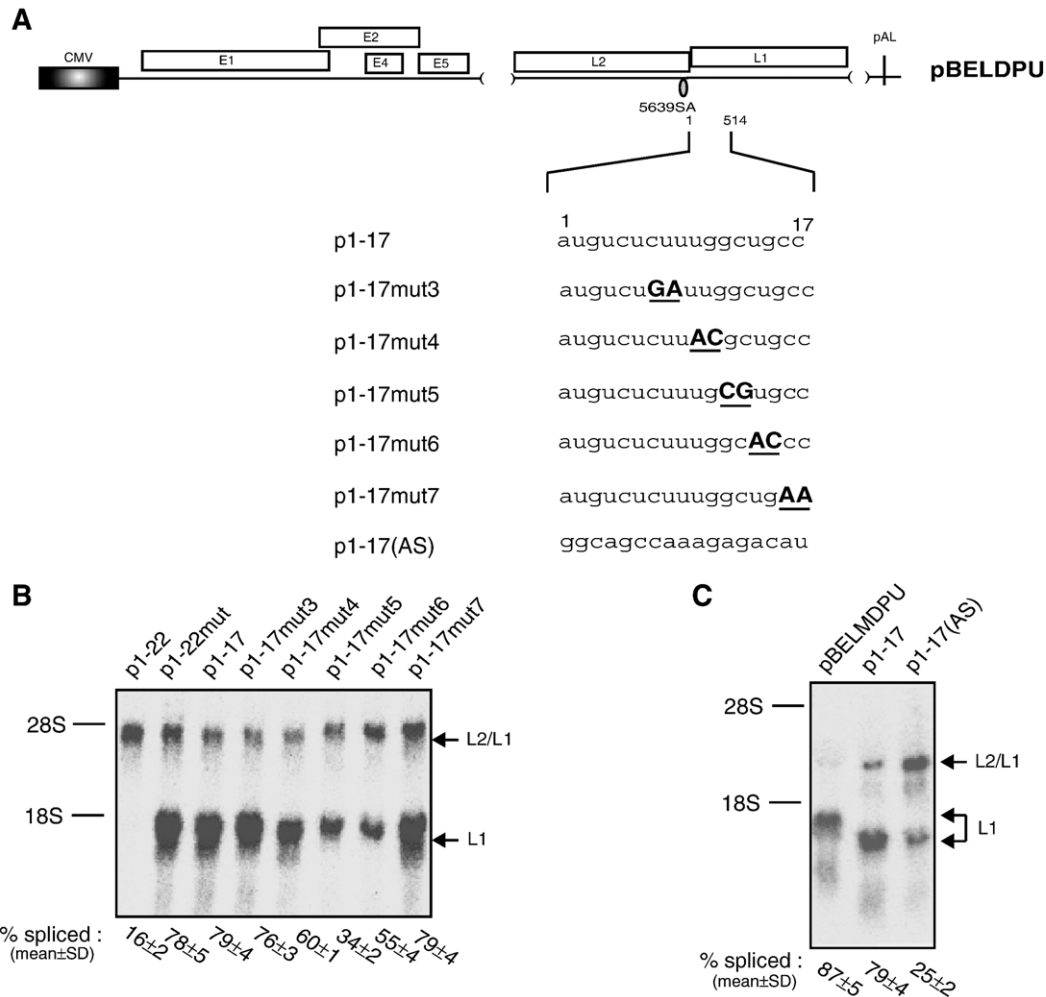 A
CMV
E1
E2
E4
E5
L2
L1
pAL
pBELDPU
5639SA
1
514
1
17
p1-17
augucucuuuggcugcc
p1-17mut3
augucuGAuuggcugcc
p1-17mut4
augucucuuACgcugcc
p1-17mut5
augucucuuugCGugcc
p1-17mut6
augucucuuuggcACcc
p1-17mut7
augucucuuuggcugAA
p1-17(AS)
ggcagccaaagagacau
B
p1-22
p1-22mut
p1-17
p1-17mut3
p1-17mut4
p1-17mut5
p1-17mut6
p1-17mut7
28S
18S
L2/L1
L1
% spliced :
(mean±SD)
16±2
78±5
79±4
76±3
60±1
34±2
55±4
79±4
C
pBELMDPU
p1-17
p1-17(AS)
28S
18S
L2/L1
L1
% spliced :
(mean±SD)
87±5
79±4
25±2